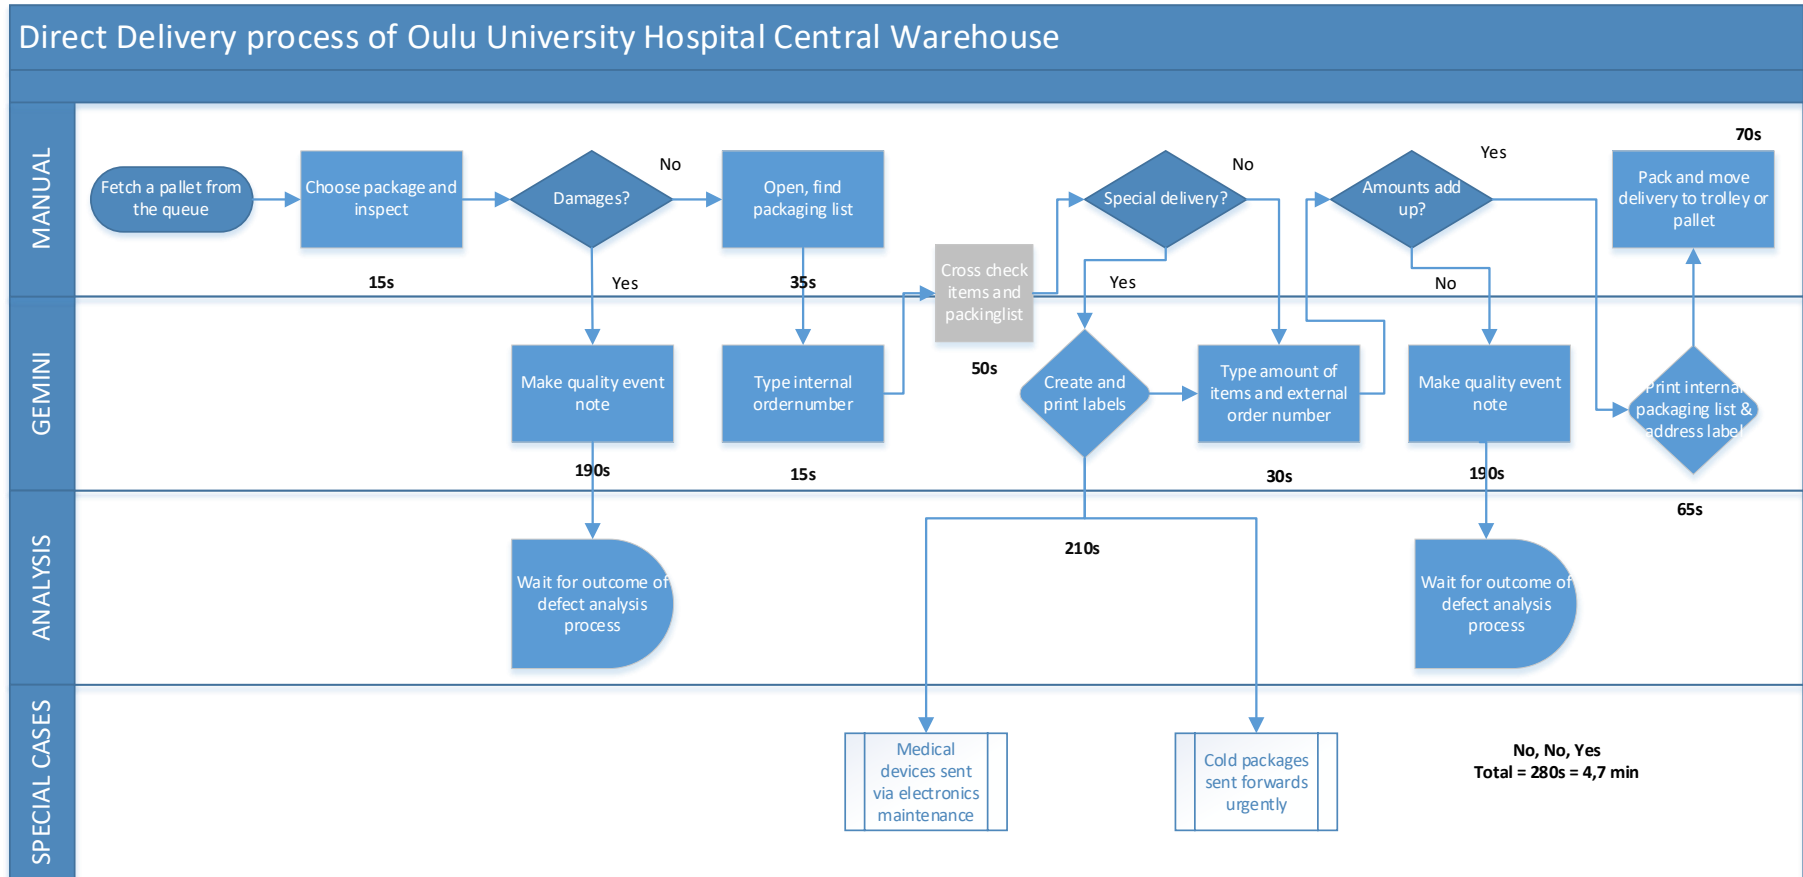 Direct Delivery process of Oulu University Hospital Central Warehouse
MANUAL
Fetch a pallet from
the queue
Choose package and
inspect
15s
Damages?
No
Yes
Open, find
packaging list
35s
Cross check
items and
packinglist
50s
Special delivery?
No
Yes
Amounts add
up?
Yes
No
70s
Pack and move
delivery to trolley or
pallet
GEMINI
Make quality event
note
190s
Type internal
ordernumber
15s
Create and
print labels
210s
Type amount of
items and external
order number
30s
Make quality event
note
190s
Print internal
packaging list &
address label
65s
ANALYSIS
Wait for outcome of
defect analysis
process
Wait for outcome of
defect analysis
process
SPECIAL CASES
Medical
devices sent
via electronics
maintenance
Cold packages
sent forwards
urgently
No, No, Yes
Total = 280s = 4,7 min